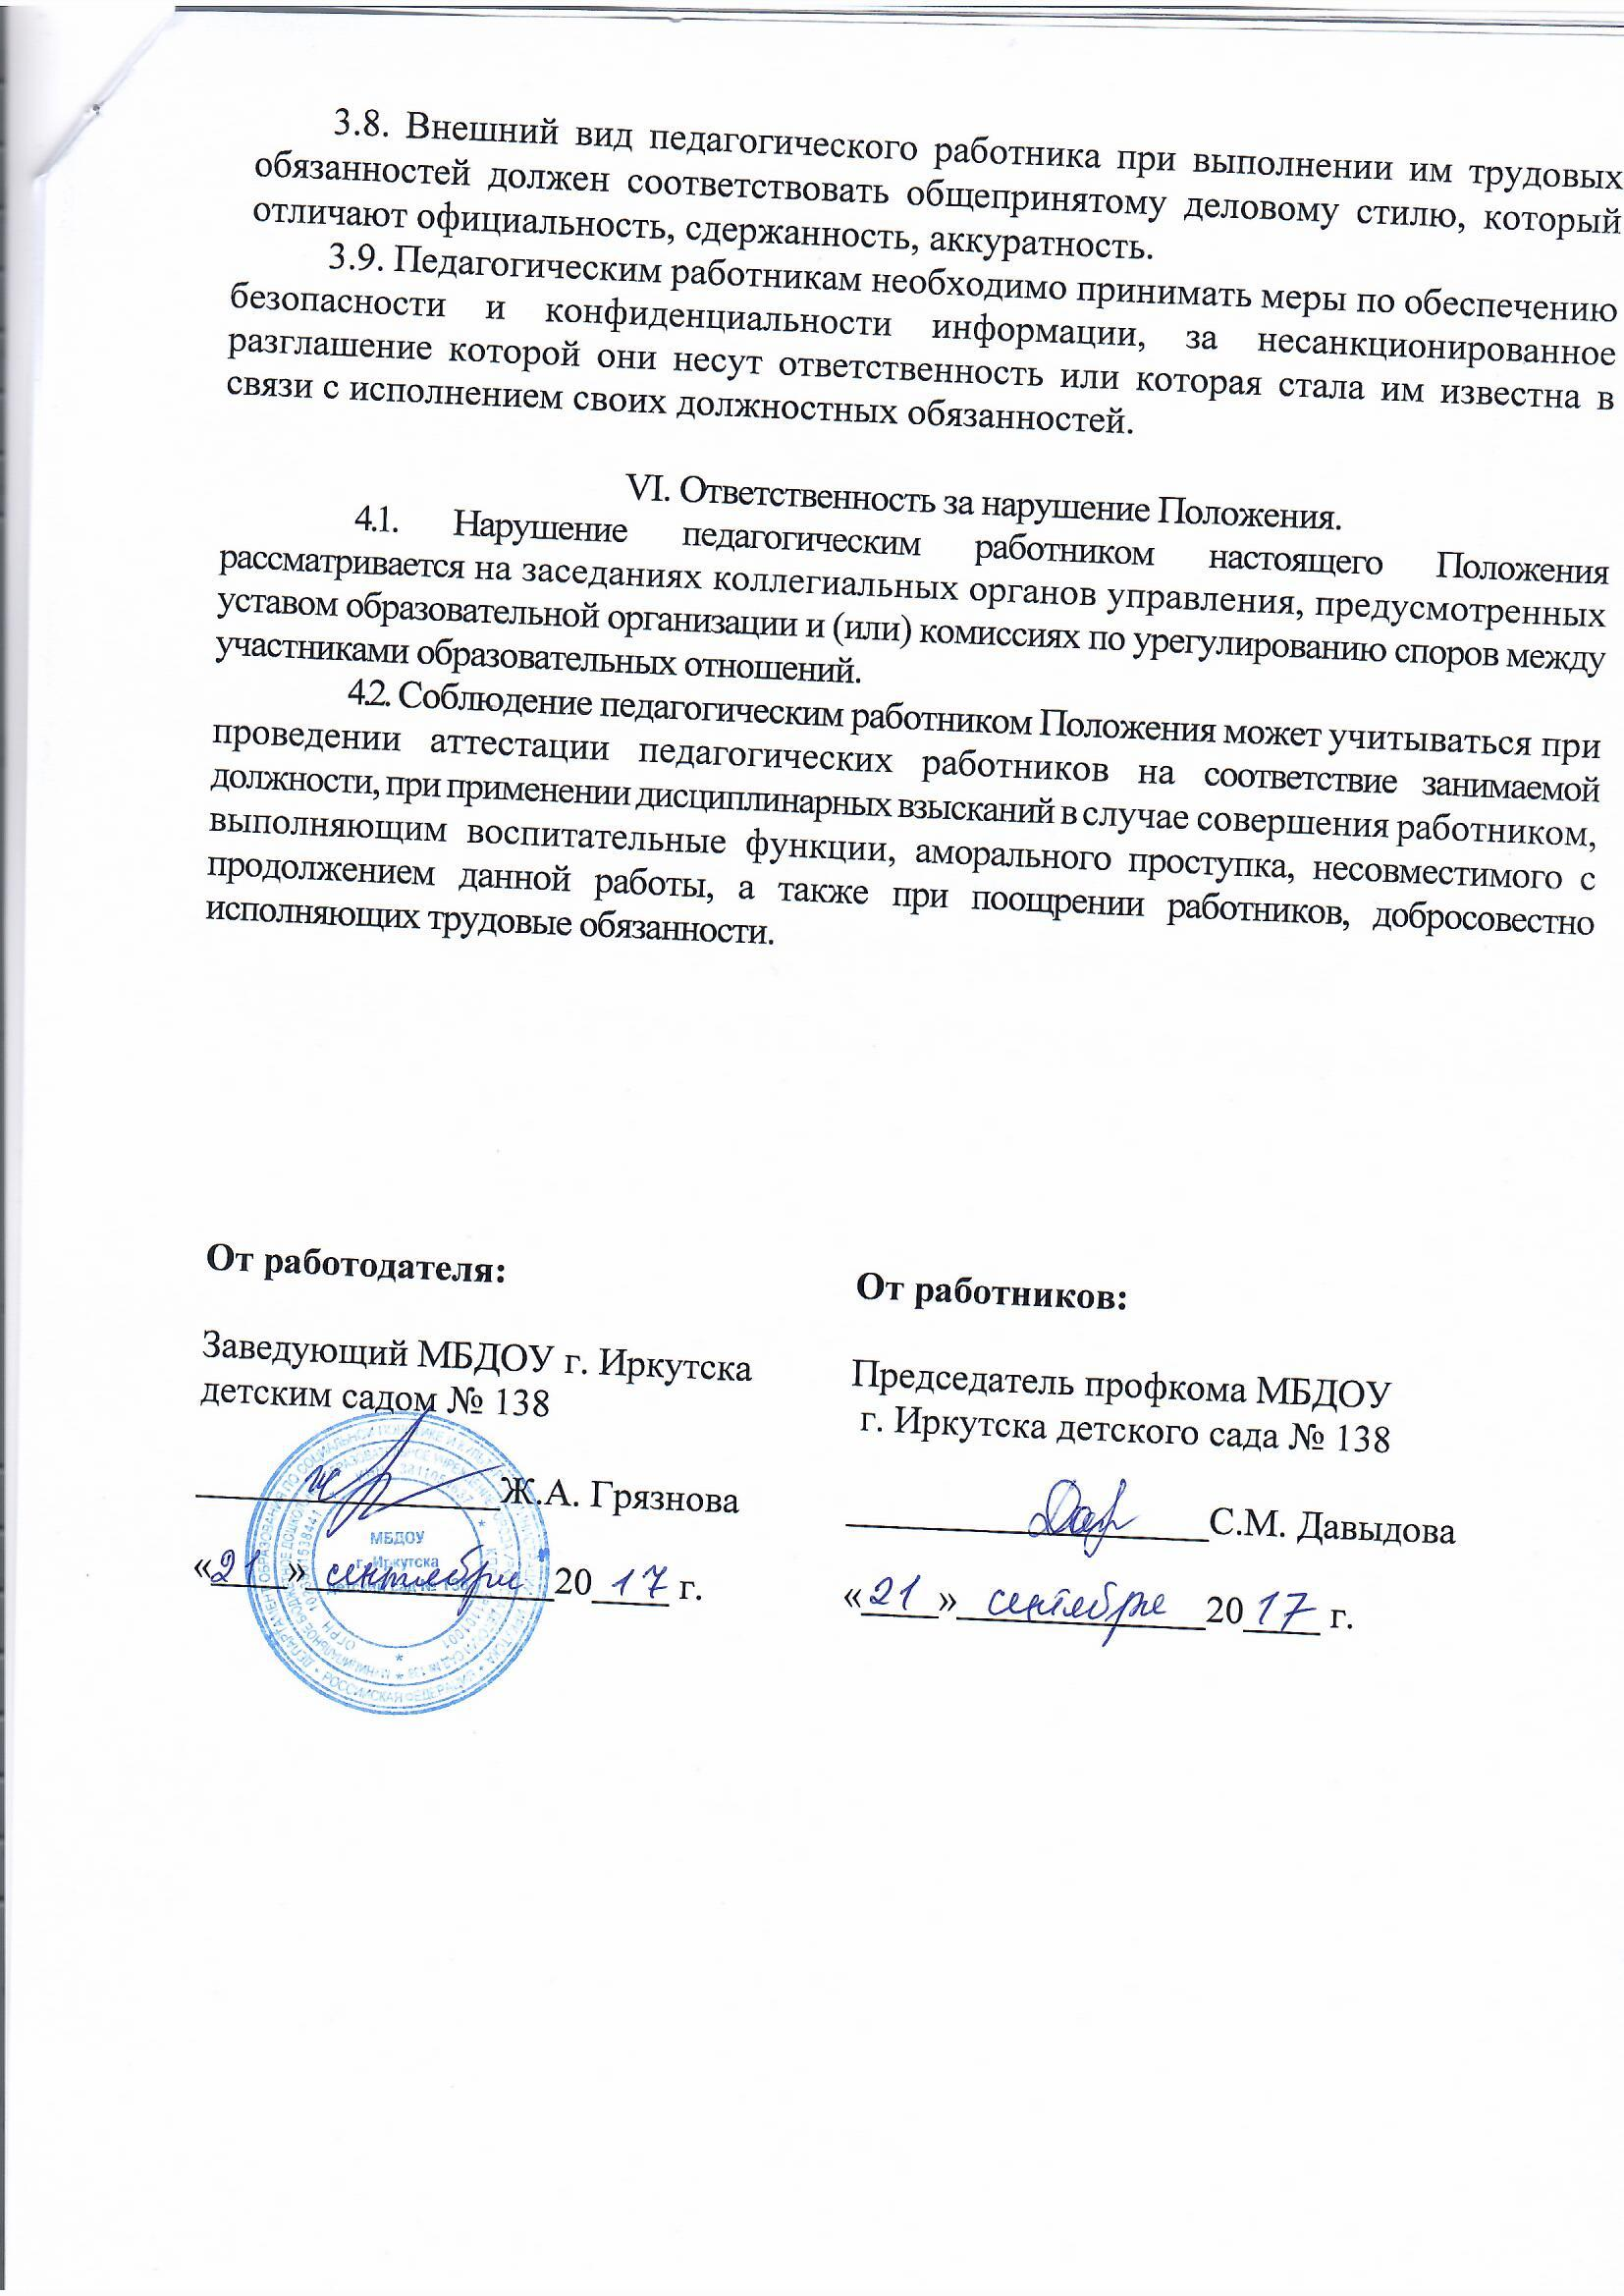 3.8. Внешний вид педагогического работника при выполнении им трудовых
обязанностей должен соответствовать общепринятому деловому стилю, который
отличают официальность, сдержанность, аккуратность.
3.9. Педагогическим работникам необходимо принимать меры по обеспечению
безопасности и конфиденциальности информации, за несанкционированное
разглашение которой они несут ответственность или которая стала им известна в
связи с исполнением своих должностных обязанностей.
VI. Ответственность за нарушение Положения.
4.1. Нарушение педагогическим работником настоящего Положения
рассматривается на заседаниях коллегиальных органов управления, предусмотренных
уставом образовательной организации и (или) комиссиях по урегулированию споров между
участниками образовательных отношений.
4.2. Соблюдение педагогическим работником Положения может учитываться при
проведении аттестации педагогических работников на соответствие занимаемой
должности, при применении дисциплинарных взысканий в случае совершения работником,
выполняющим воспитательные функции, аморального проступка, несовместимого с
продолжением данной работы, а также при поощрении работников, добросовестно
исполняющих трудовые обязанности.
От работодателя:
Заведующий МБДОУ г. Иркутска
детским садом № 138
Ж.А. Грязнова
«21» сентября 2017 г.
МБДОУ
г. Иркутска
РОССИЙСКАЯ ФЕДЕРАЦИЯ
От работников:
Председатель профкома МБДОУ
г. Иркутска детского сада № 138
С.М. Давыдова
«21» сентября 2017 г.